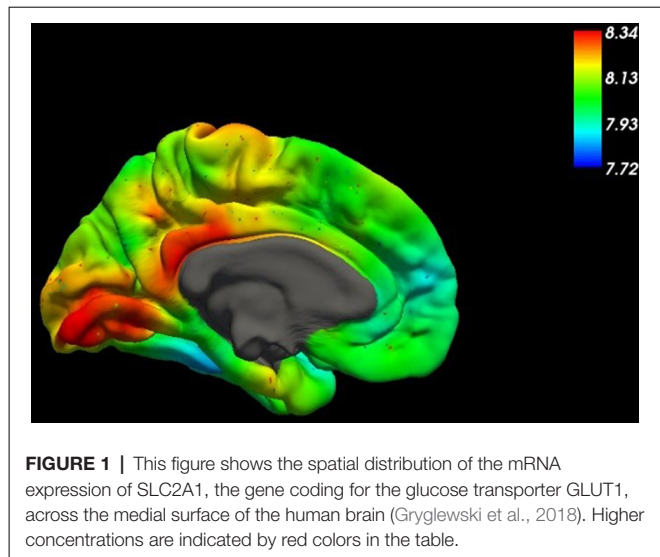 8.34
8.13
7.93
7.72
FIGURE 1 | This figure shows the spatial distribution of the mRNA
expression of SLC2A1, the gene coding for the glucose transporter GLUT1,
across the medial surface of the human brain (Gryglewski et al., 2018). Higher
concentrations are indicated by red colors in the table.